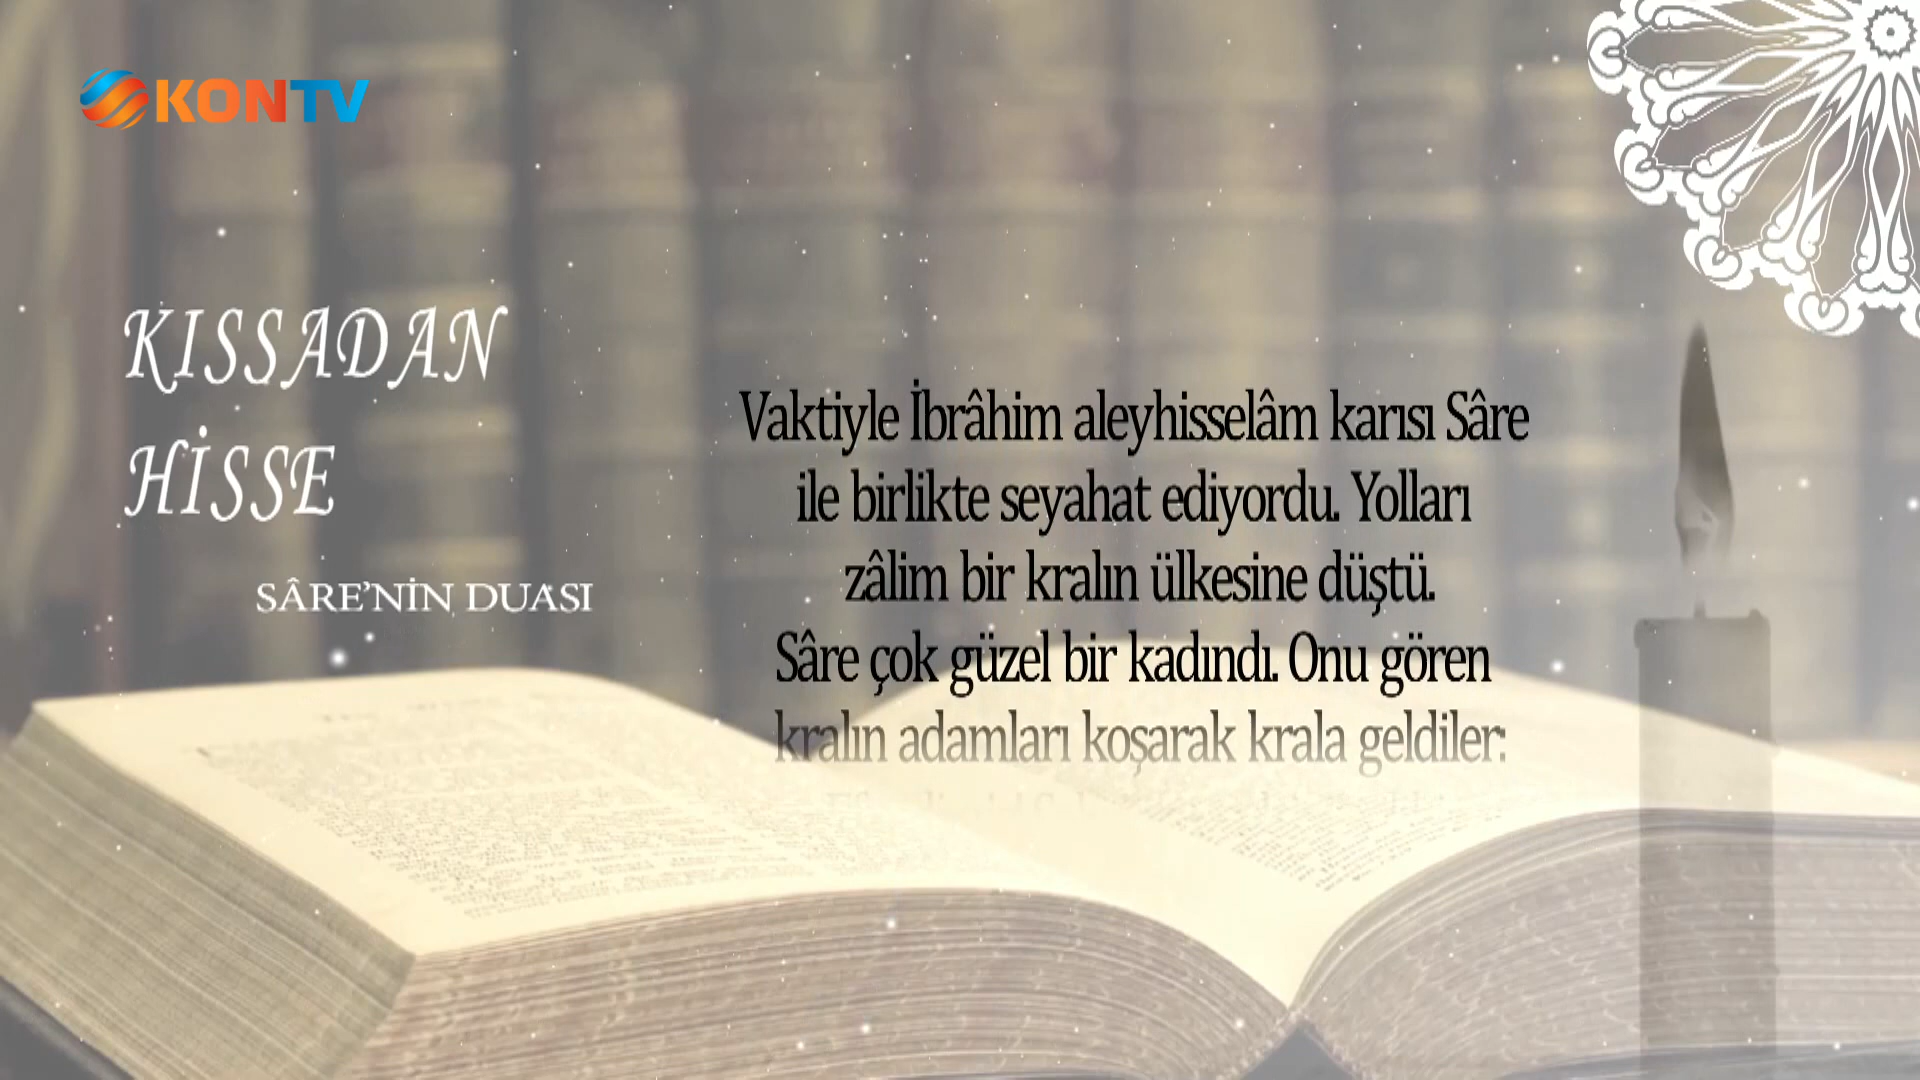 KONTV
KISSADAN
HİSSE
SÂRE’NİN DUASI
Vaktiyle İbrâhim aleyhisselâm karısı Sâre
ile birlikte seyahat ediyordu. Yolları
zâlim bir kralın ülkesine düştü.
Sâre çok güzel bir kadındı. Onu gören
kralın adamları koşarak krala geldiler: